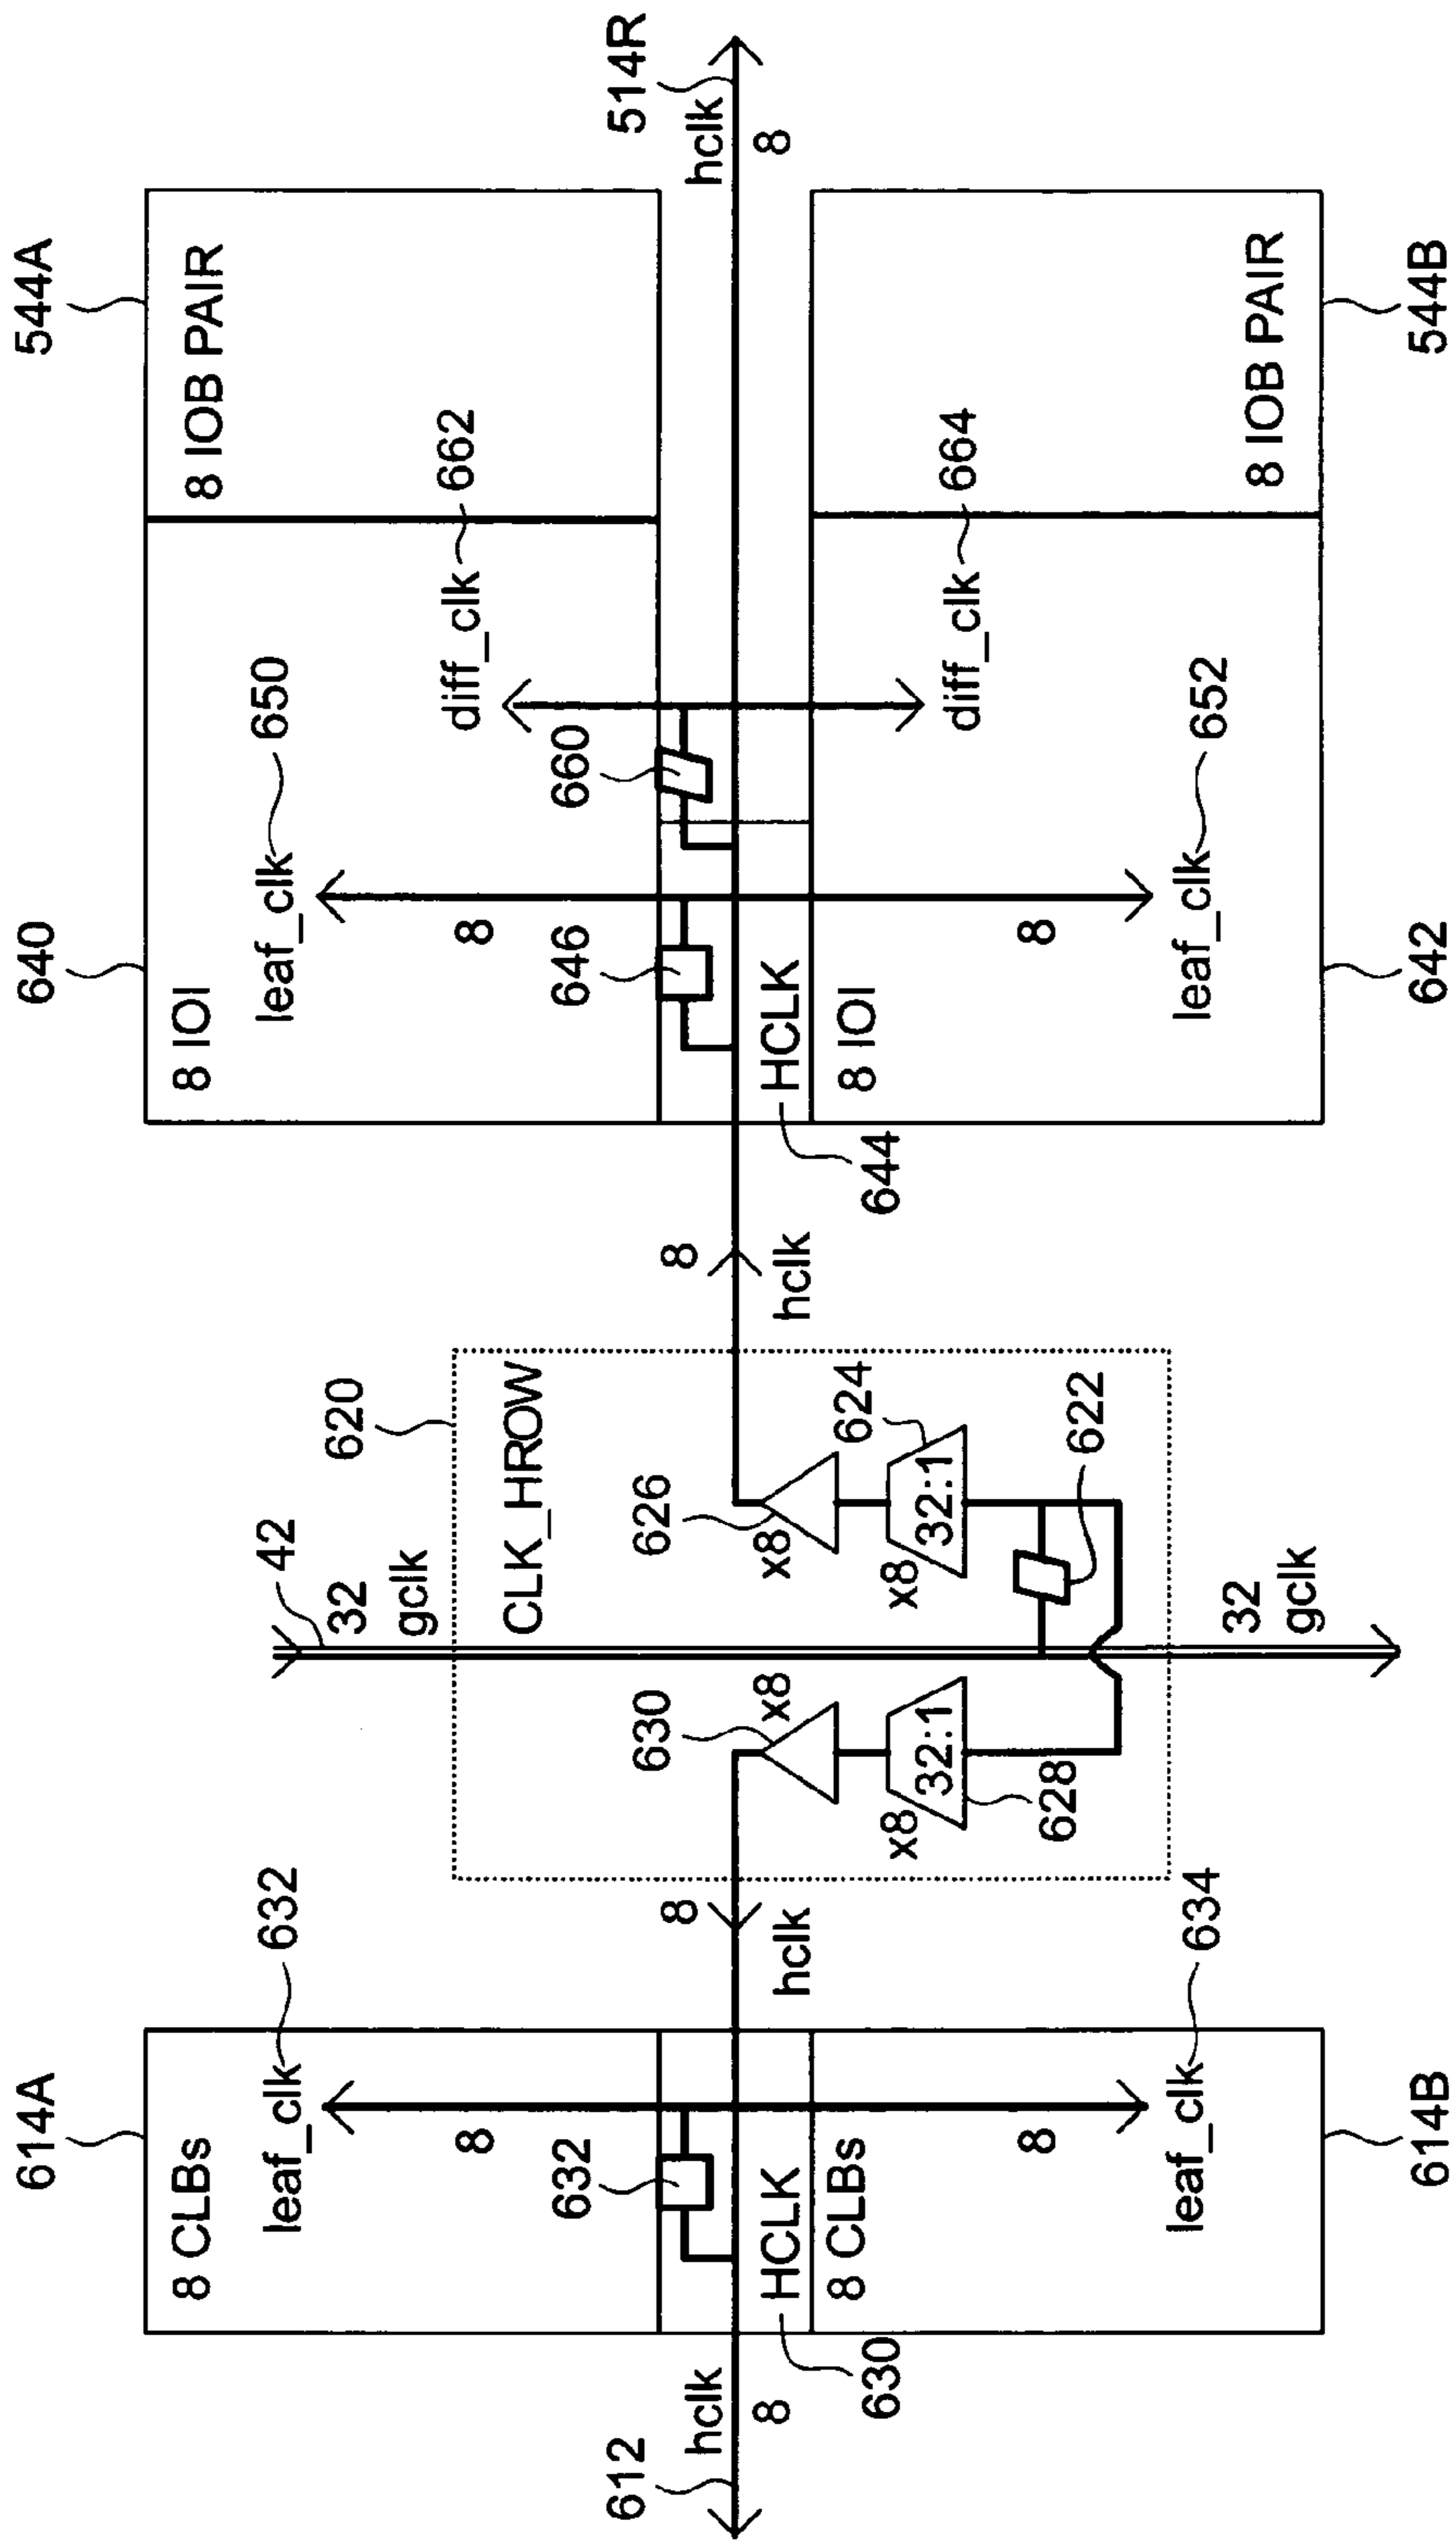 614A
8 CLBs
leaf_clk
632
8
632
612
hclk
8
HCLK
630
8 CLBs
8
leaf_clk
634
614B
8
hclk
620
CLK_HROW
42
32
gclk
630
x8
x8
32:1
628
626
x8
624
x8
32:1
622
32
gclk
8
hclk
640
8 IOI
leaf_clk
650
8
646
660
diff_clk
662
544A
8 IOB PAIR
514R
hclk
8
HCLK
644
8 IOI
8
leaf_clk
652
642
diff_clk
664
8 IOB PAIR
544B